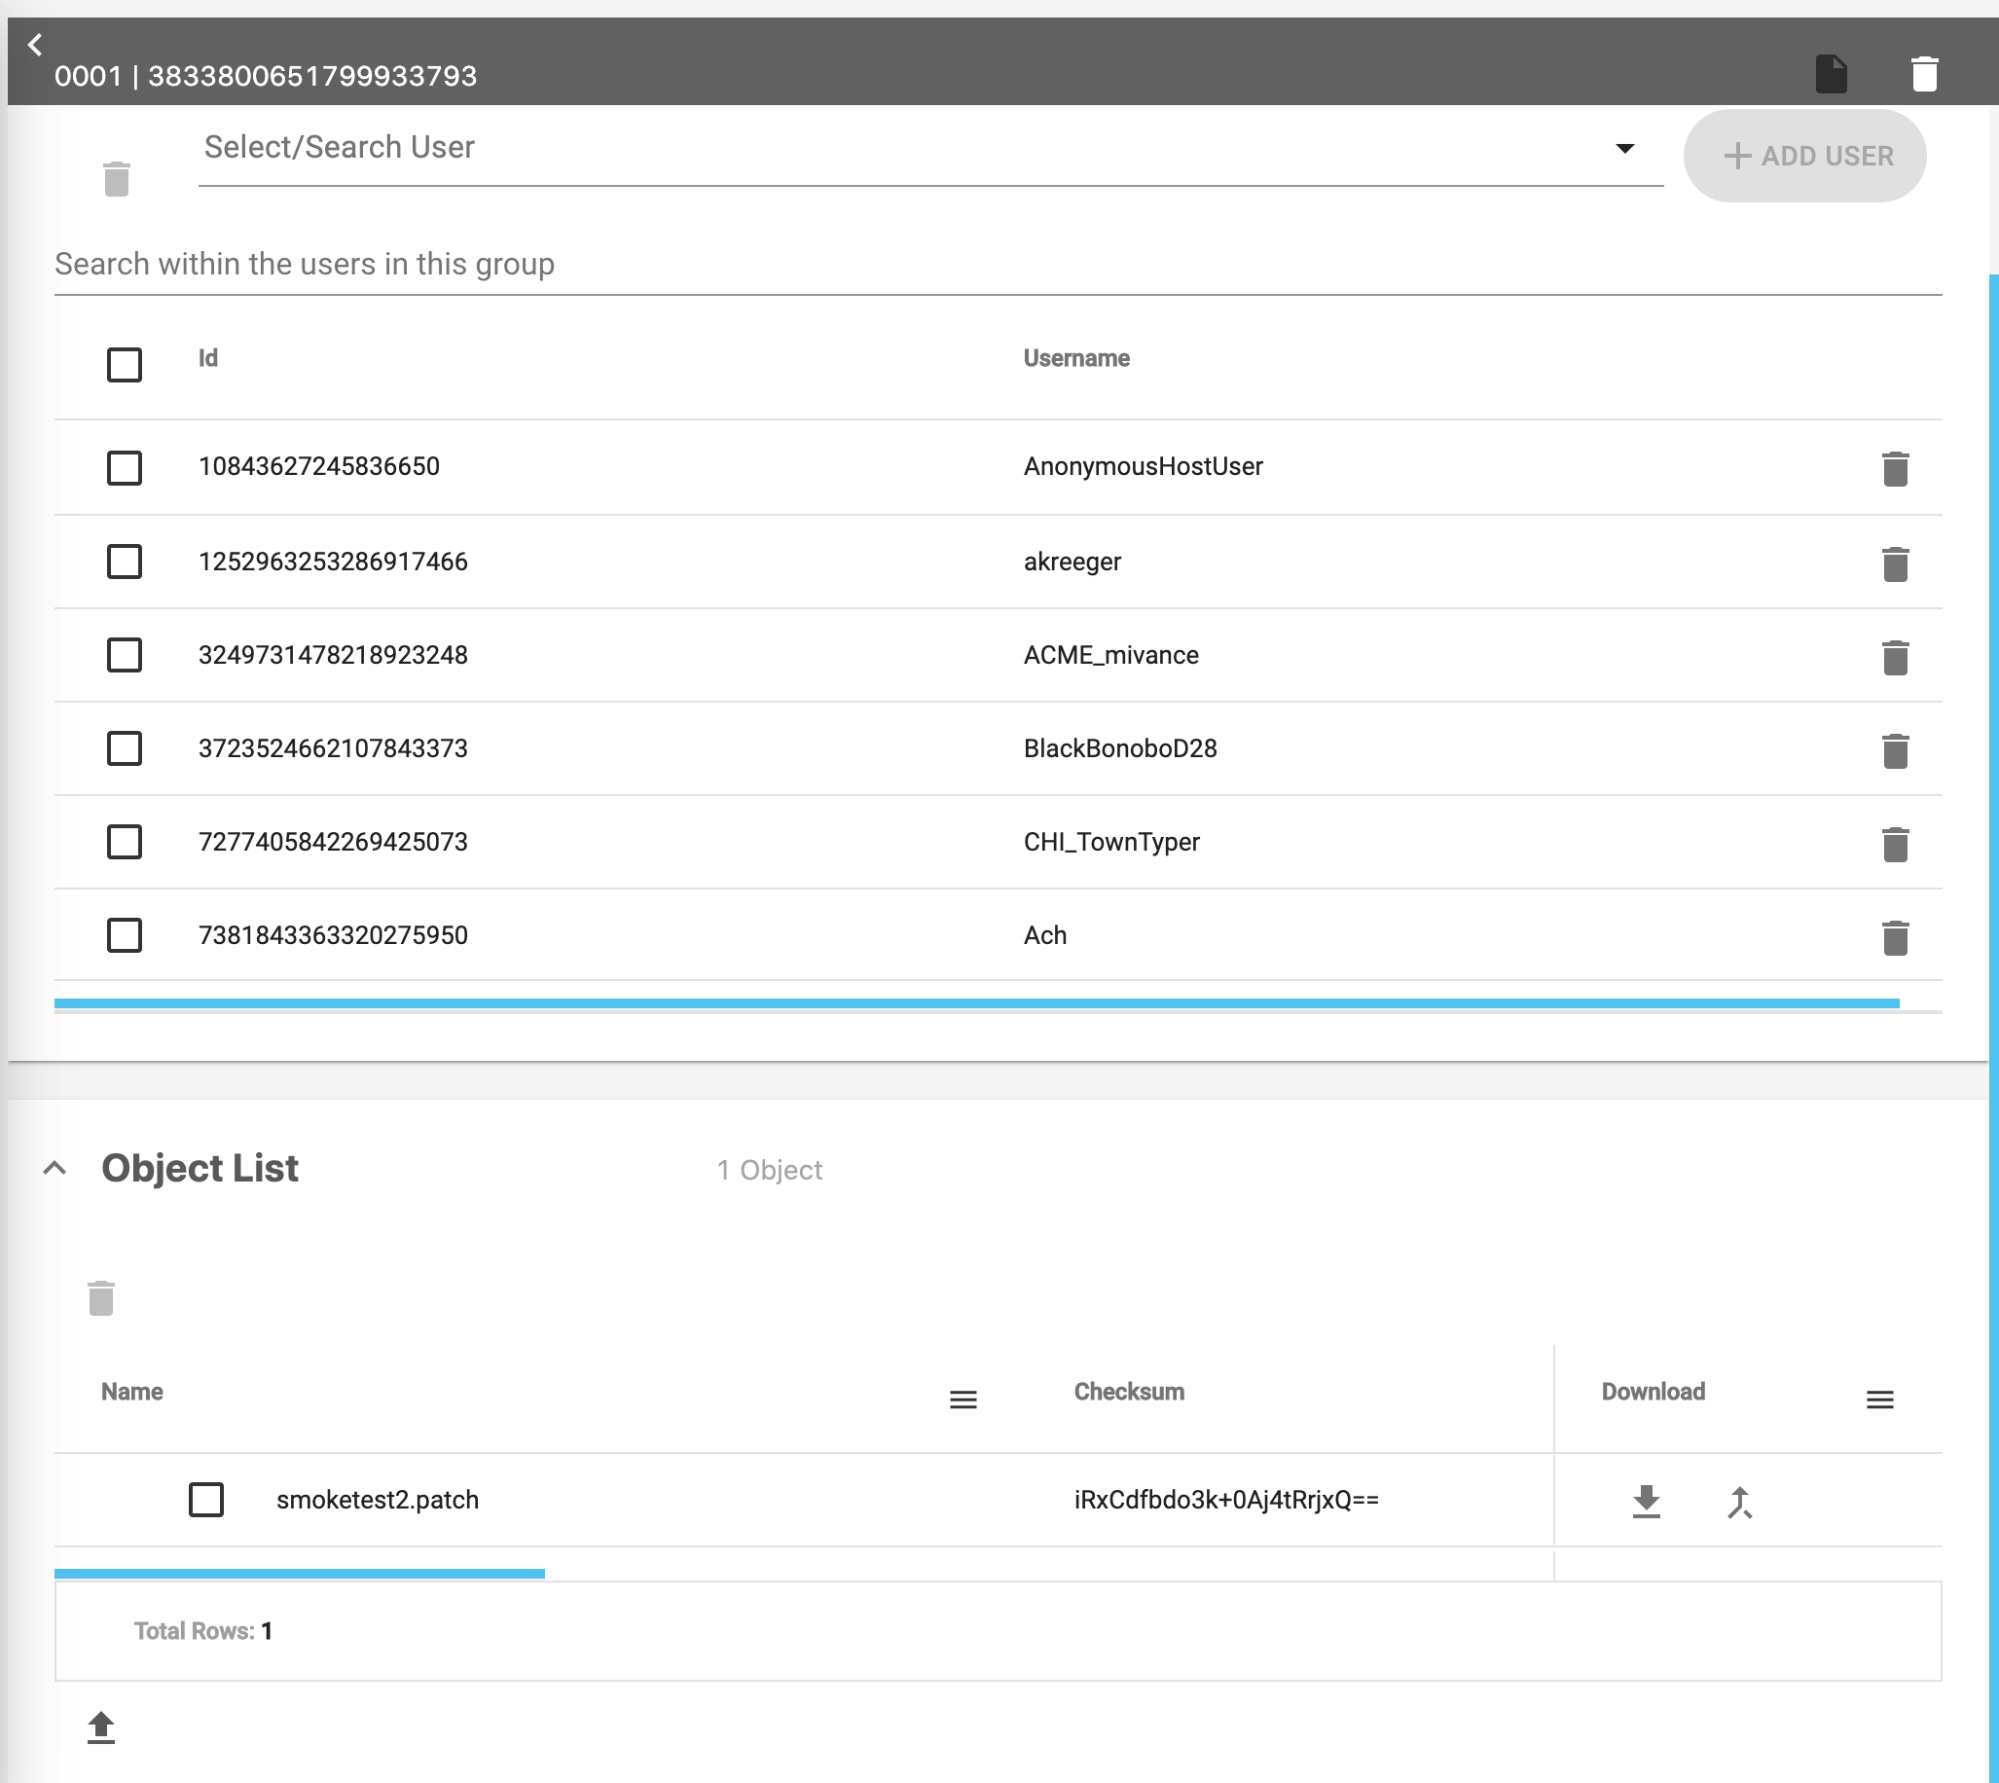 0001 | 3833800651799933793
Select/Search User
ADD USER
Search within the users in this group
Id Username
10843627245836650 AnonymousHostUser
1252963253286917466 akreeger
3249731478218923248 ACME_mivance
3723524662107843373 BlackBonoboD28
7277405842269425073 CHI_TownTyper
7381843363320275950 Ach
Object List 1 Object
Name Checksum Download
smoketest2.patch iRxCdfbdo3k+0Aj4tRrjxQ==
Total Rows: 1